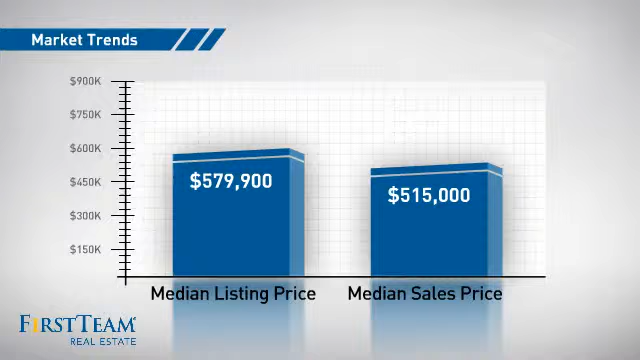 Market Trends
$900K
$750K
$600K
$450K
$300K
$150K
$579,900
$515,000
Median Listing Price
Median Sales Price
FIRSTTEAM®
REAL ESTATE